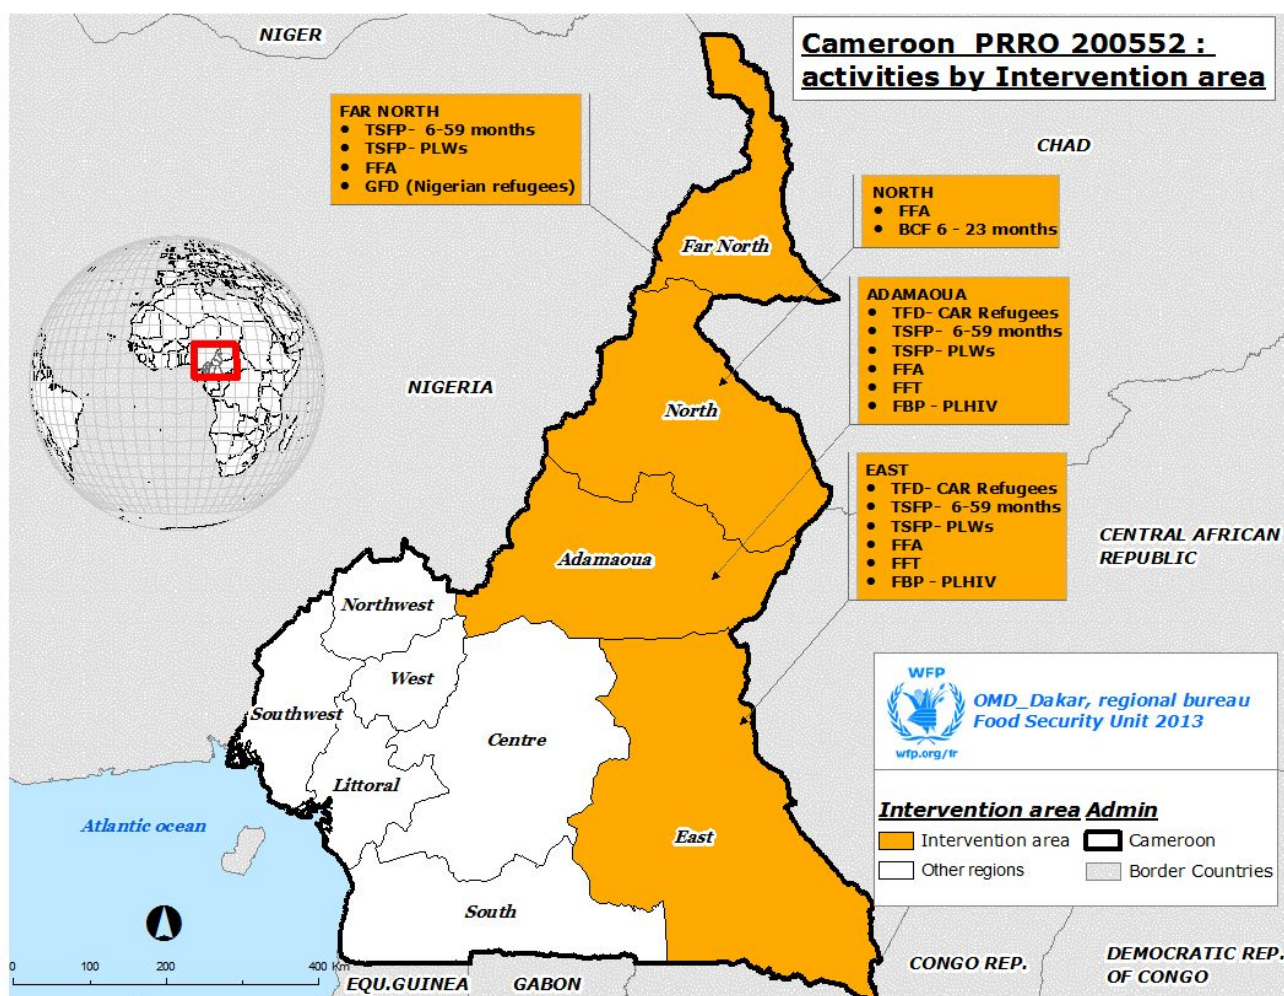 Cameroon PRRO 200552 :
activities by Intervention area
NIGER
CHAD
FAR NORTH
• TSFP- 6-59 months
• TSFP- PLWs
• FFA
• GFD (Nigerian refugees)
NORTH
• FFA
• BCF 6 - 23 months
Far North
ADAMAOUA
• TFD- CAR Refugees
• TSFP- 6-59 months
• TSFP- PLWs
• FFA
• FFT
• FBP - PLHIV
NIGERIA
North
EAST
• TFD- CAR Refugees
• TSFP- 6-59 months
• TSFP- PLWs
• FFA
• FFT
• FBP - PLHIV
CENTRAL AFRICAN
REPUBLIC
Adamaoua
Northwest
West
Southwest
Centre
Littoral
East
South
Atlantic ocean
WFP
wfp.org/fr
OMD_Dakar, regional bureau
Food Security Unit 2013
Intervention area Admin
Intervention area Cameroon
Other regions Border Countries
0 100 200 400 Km
EQU.GUINEA
GABON
CONGO REP.
DEMOCRATIC REP.
OF CONGO